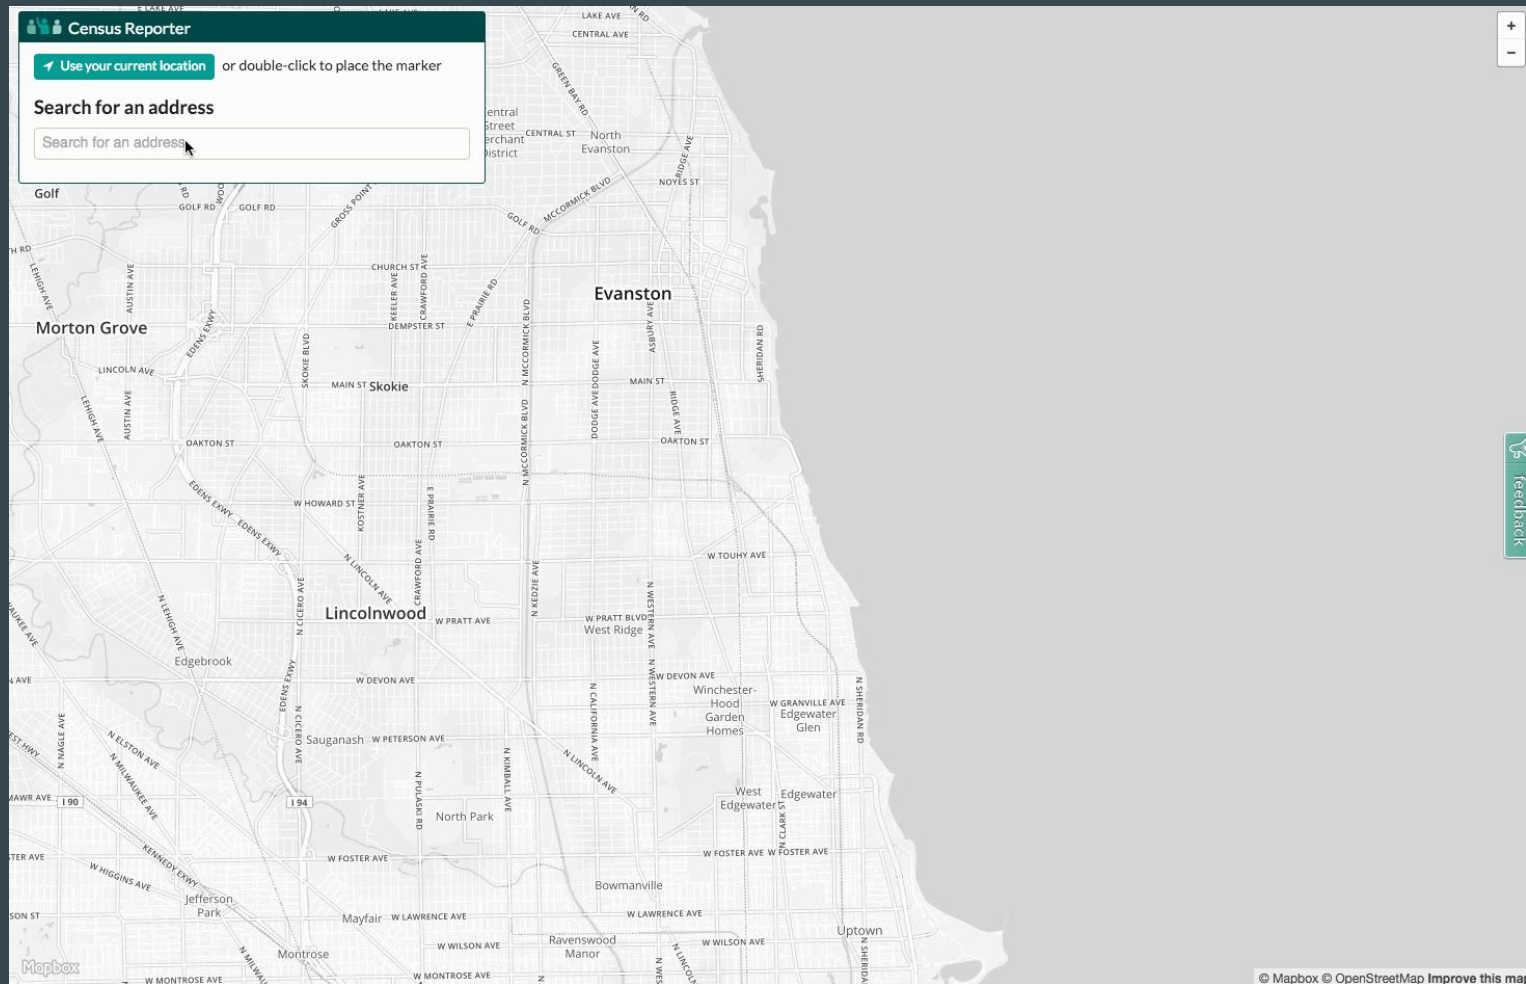 E LAKE AVE
LAKE AVE
CENTRAL AVE
Census Reporter
Use your current location
or double-click to place the marker
Search for an address
Search for an address
GREEN BAY RD
Central
Street
Merchant
District
CENTRAL ST
North
Evanston
RIDGE AVE
NOYES ST
Golf
GOLF RD
GOLF RD
GROSS POINT
GOLF RD
MCCORMICK BLVD
LEHIGH AVE
AUSTIN AVE
CHURCH ST
KEELER AVE
CRAWFORD AVE
E PRAIRIE RD
Evanston
Morton Grove
EDENS EXWY
DEMPSTER ST
N MCCORMICK BLVD
ASBURY AVE
SHERIDAN RD
LINCOLN AVE
SKOKIE BLVD
MAIN ST
Skokie
DODGE AVE
DODGE AVE
MAIN ST
LEHIGH AVE
AUSTIN AVE
RIDGE AVE
OAKTON ST
OAKTON ST
N MCCORMICK BLVD
OAKTON ST
EDENS EXWY
EDENS EXWY
W HOWARD ST
KOSTNER AVE
E PRAIRIE RD
feedback
N LINCOLN AVE
CRAWFORD AVE
N KEDZIE AVE
W TOUHY AVE
N LEHIGH AVE
N CICERO AVE
Lincolnwood
W PRATT AVE
W PRATT BLVD
West Ridge
N WESTERN AVE
Edgebrook
EDENS EXWY
W DEVON AVE
N WESTERN AVE
W DEVON AVE
Winchester-
Hood
Garden
Homes
W GRANVILLE AVE
Edgewater
Glen
N SHERIDAN RD
N NAGLE AVE
N ELSTON AVE
N CICERO AVE
Sauganash
W PETERSON AVE
N CALIFORNIA AVE
N MILWAUKEE AVE
N PULASKI RD
N KIMBALL AVE
N LINCOLN AVE
I 90
I 94
North Park
West
Edgewater
Edgewater
N CLARK ST
KENNEDY EXWY
W FOSTER AVE
W FOSTER AVE
W FOSTER AVE
W HIGGINS AVE
Bowmanville
Jefferson
Park
Mayfair
W LAWRENCE AVE
W LAWRENCE AVE
Uptown
Montrose
W WILSON AVE
Ravenswood
Manor
W WILSON AVE
Mapbox
W MONTROSE AVE
W MONTROSE AVE
© Mapbox © OpenStreetMap Improve this map